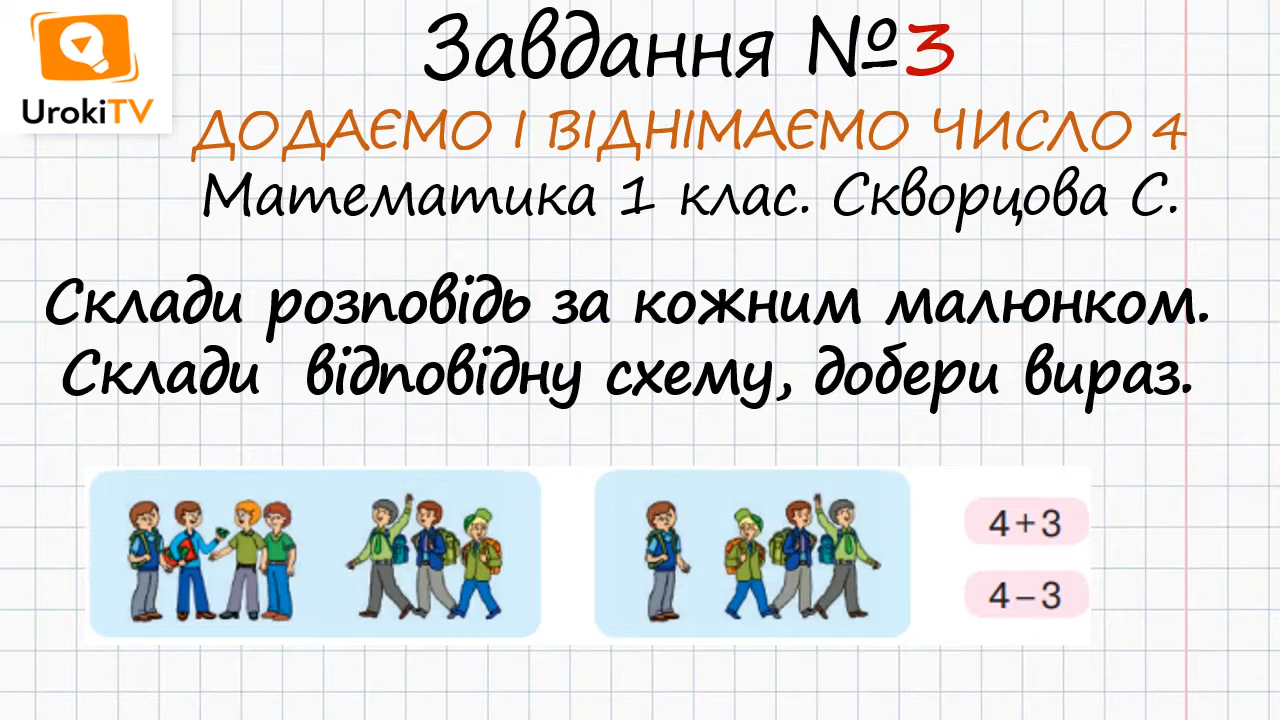 UrokiTV
Завдання №3
ДОДАЄМО І ВІДНІМАЄМО ЧИСЛО 4
Математика 1 клас. Скворцова С.
Склади розповідь за кожним малюнком.
Склади відповідну схему, добери вираз.
4+3
4−3